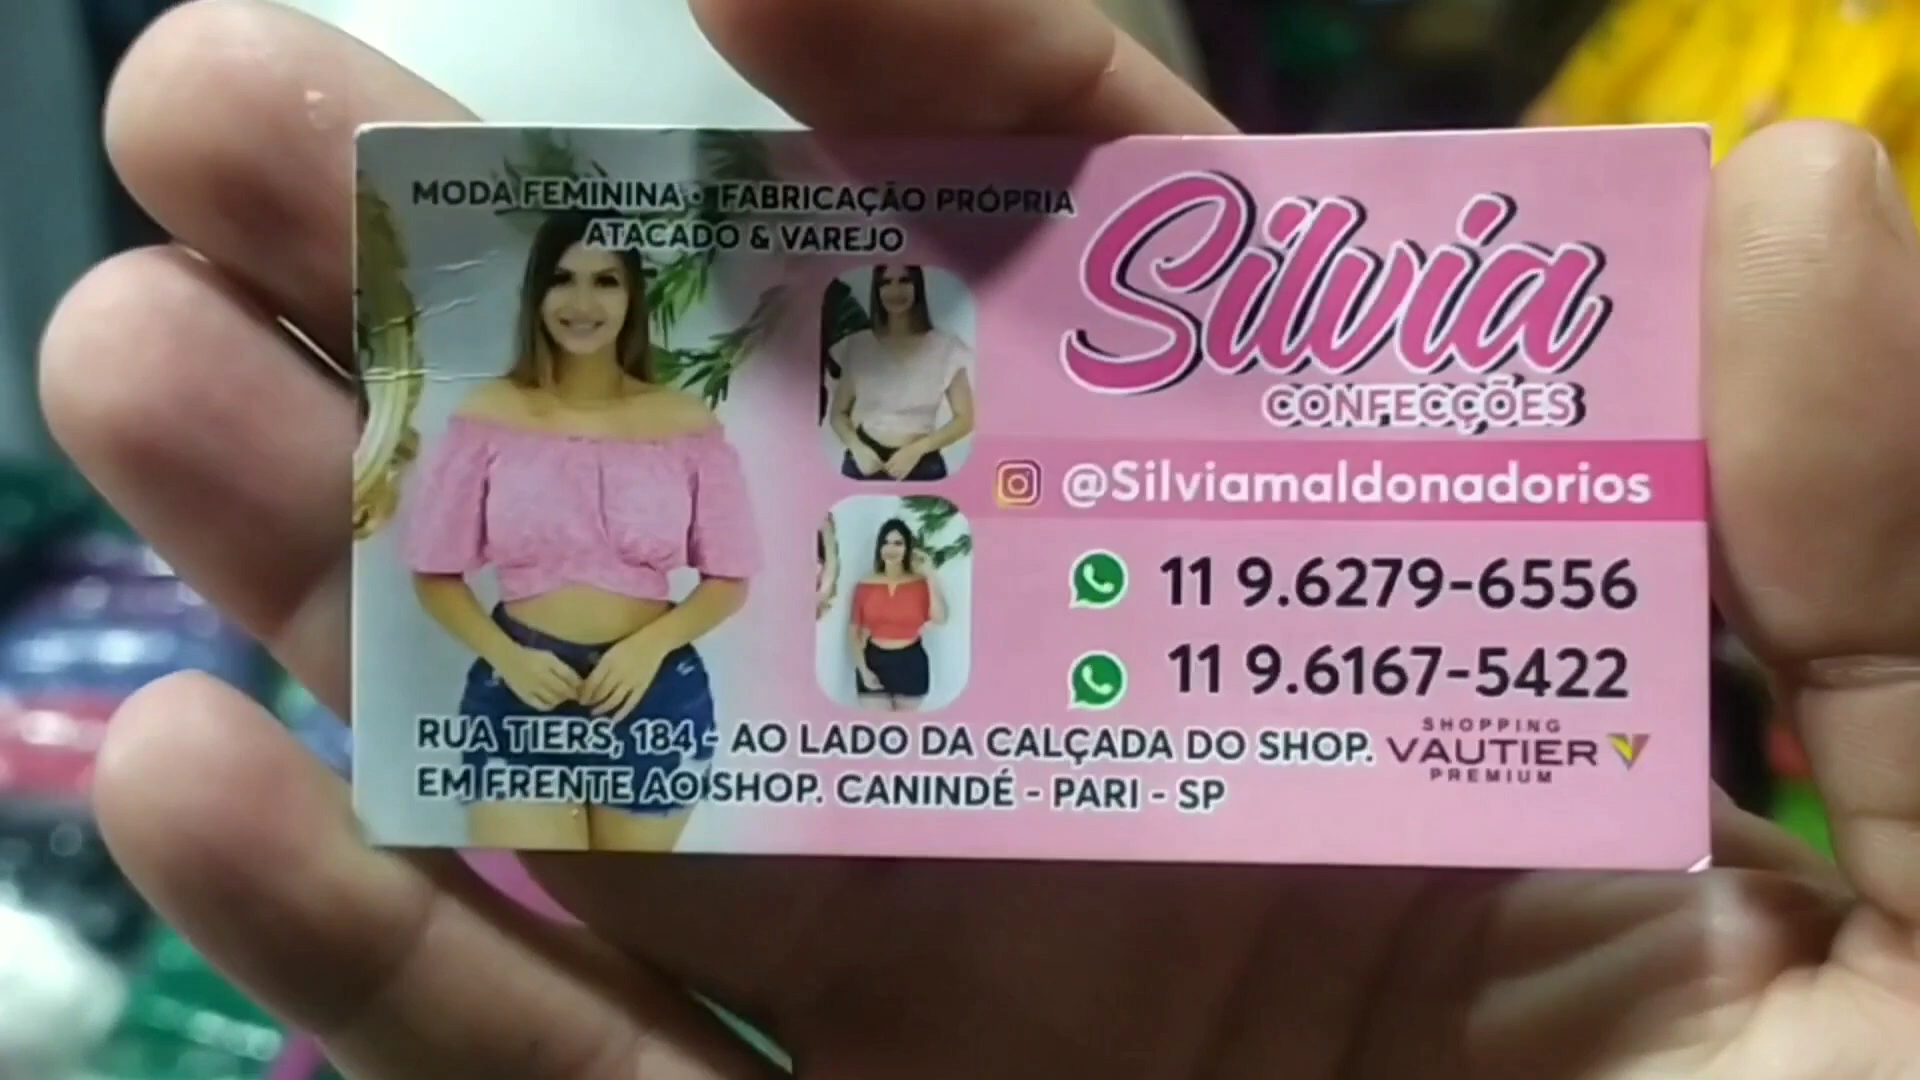 MODA FEMININA • FABRICAÇÃO PRÓPRIA
ATACADO & VAREJO
Silvia
CONFECÇÕES
@Silviamaldonadorios
11 9.6279-6556
11 9.6167-5422
RUA TIERS, 184 - AO LADO DA CALÇADA DO SHOP.
SHOPPING
VAUTIER
PREMIUM
EM FRENTE AO SHOP. CANINDÉ - PARI - SP